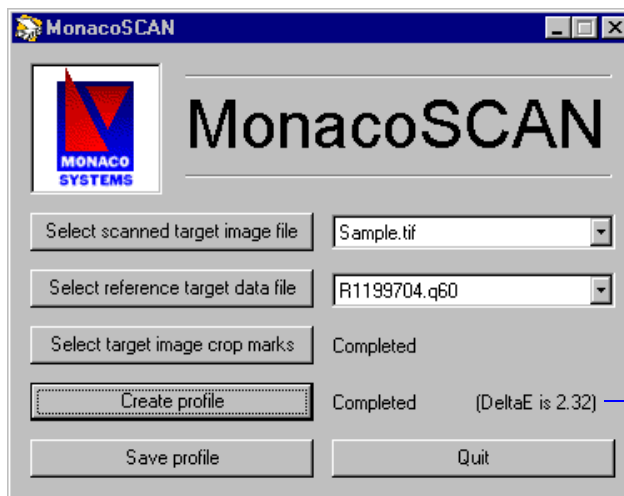 MonacoSCAN
MONACO
SYSTEMS
MonacoSCAN
Select scanned target image file
Sample.tif
Select reference target data file
R1199704.q60
Select target image crop marks
Completed
Create profile
Completed
(DeltaE is 2.32)
Save profile
Quit